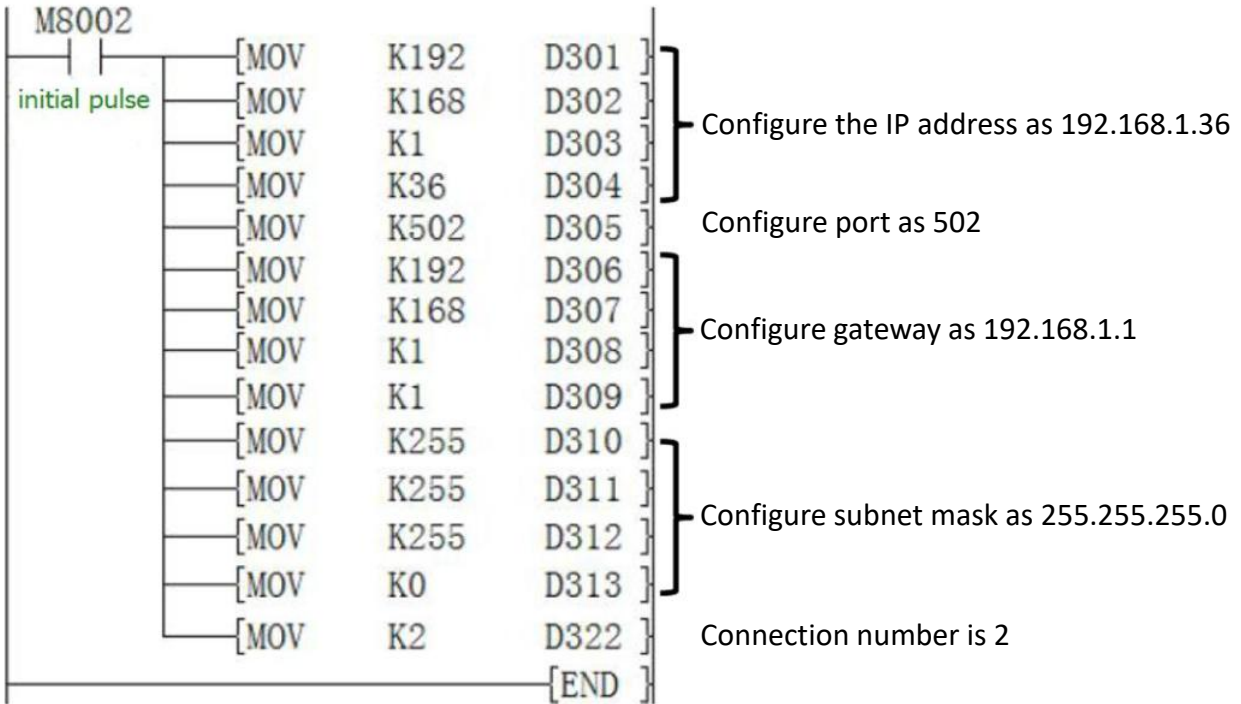 M8002
[MOV K192 D301 ]
initial pulse [MOV K168 D302 ]
Configure the IP address as 192.168.1.36
[MOV K1 D303 ]
[MOV K36 D304 ]
[MOV K502 D305 ] Configure port as 502
[MOV K192 D306 ]
[MOV K168 D307 ]
Configure gateway as 192.168.1.1
[MOV K1 D308 ]
[MOV K1 D309 ]
[MOV K255 D310 ]
[MOV K255 D311 ]
Configure subnet mask as 255.255.255.0
[MOV K255 D312 ]
[MOV K0 D313 ]
[MOV K2 D322 ] Connection number is 2
[END ]